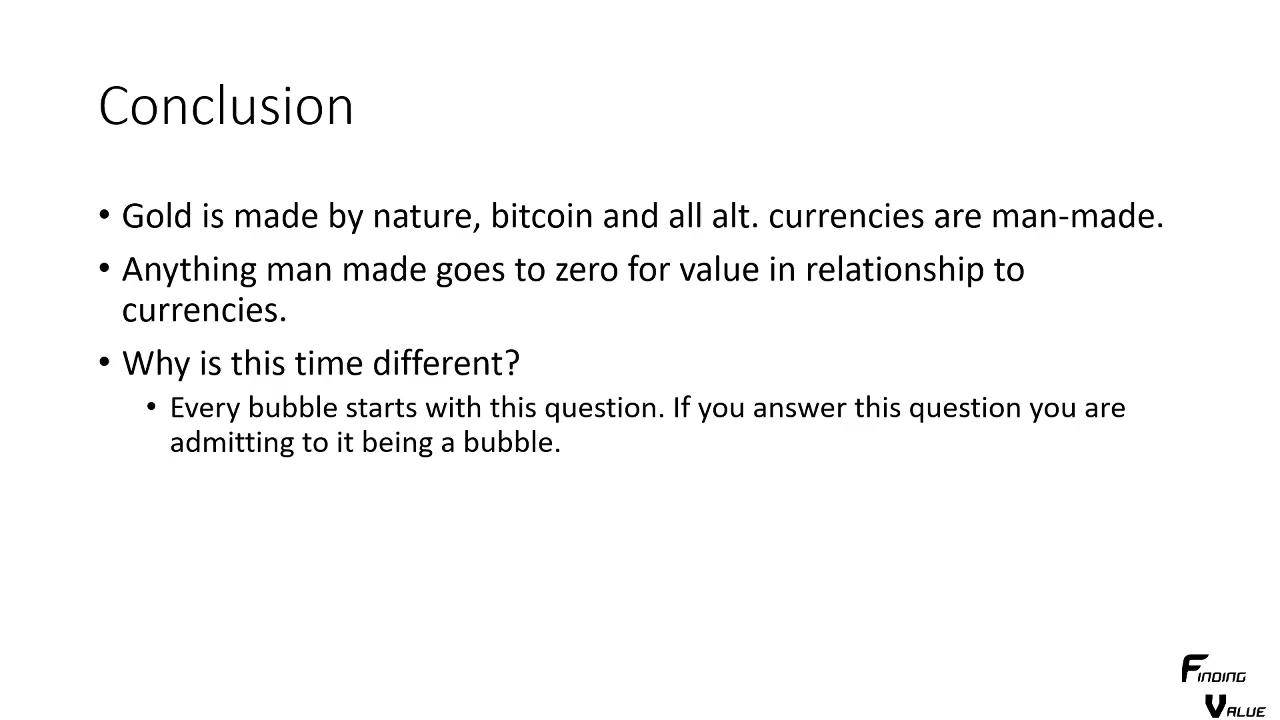 Conclusion
• Gold is made by nature, bitcoin and all alt. currencies are man-made.
• Anything man made goes to zero for value in relationship to
currencies.
• Why is this time different?
• Every bubble starts with this question. If you answer this question you are
admitting to it being a bubble.
FINDING
VALUE